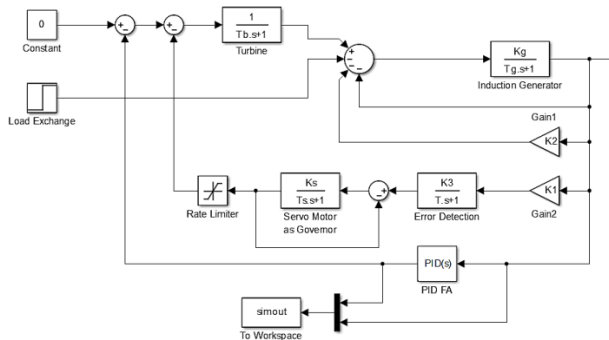 0
Constant
+
−
+
−
1
Tb.s+1
Turbine
+
−
−
−
Kg
Tg.s+1
Induction Generator
Load Exchange
Gain1
K2
Rate Limiter
Ks
Ts.s+1
Servo Motor
as Governor
−
+
K3
T.s+1
Error Detection
K1
Gain2
PID(s)
PID FA
simout
To Workspace